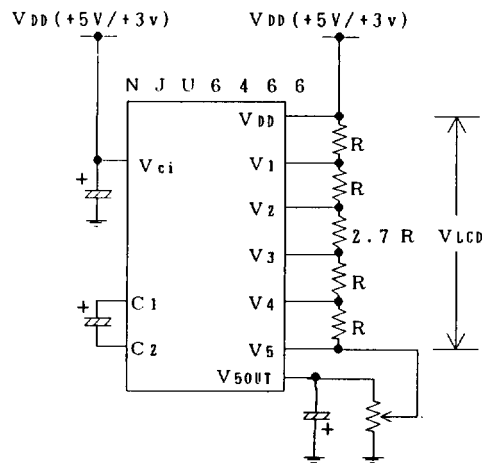 VDD (+5V/+3v)
VDD (+5V/+3v)
NJU6466
VDD
R
+
Vci
V1
R
V2
2.7 R
VLCD
V3
R
+
C1
V4
R
C2
V5
V5OUT
+